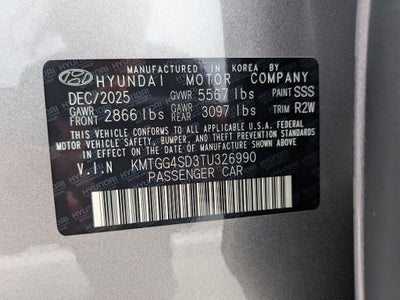 MANUFACTURED IN KOREA BY
HYUNDAI MOTOR COMPANY
DEC/2025 GVWR 5567 lbs PAINT SSS
GAWR FRONT 2866 lbs GAWR REAR 3097 lbs TRIM R2W
THIS VEHICLE CONFORMS TO ALL APPLICABLE U.S.A. FEDERAL
MOTOR VEHICLE SAFETY, BUMPER, AND THEFT PREVENTION
STANDARDS IN EFFECT ON THE DATE OF MANUFACTURE SHOWN ABOVE.
V.I.N KMTGG4SD3TU326990
PASSENGER CAR